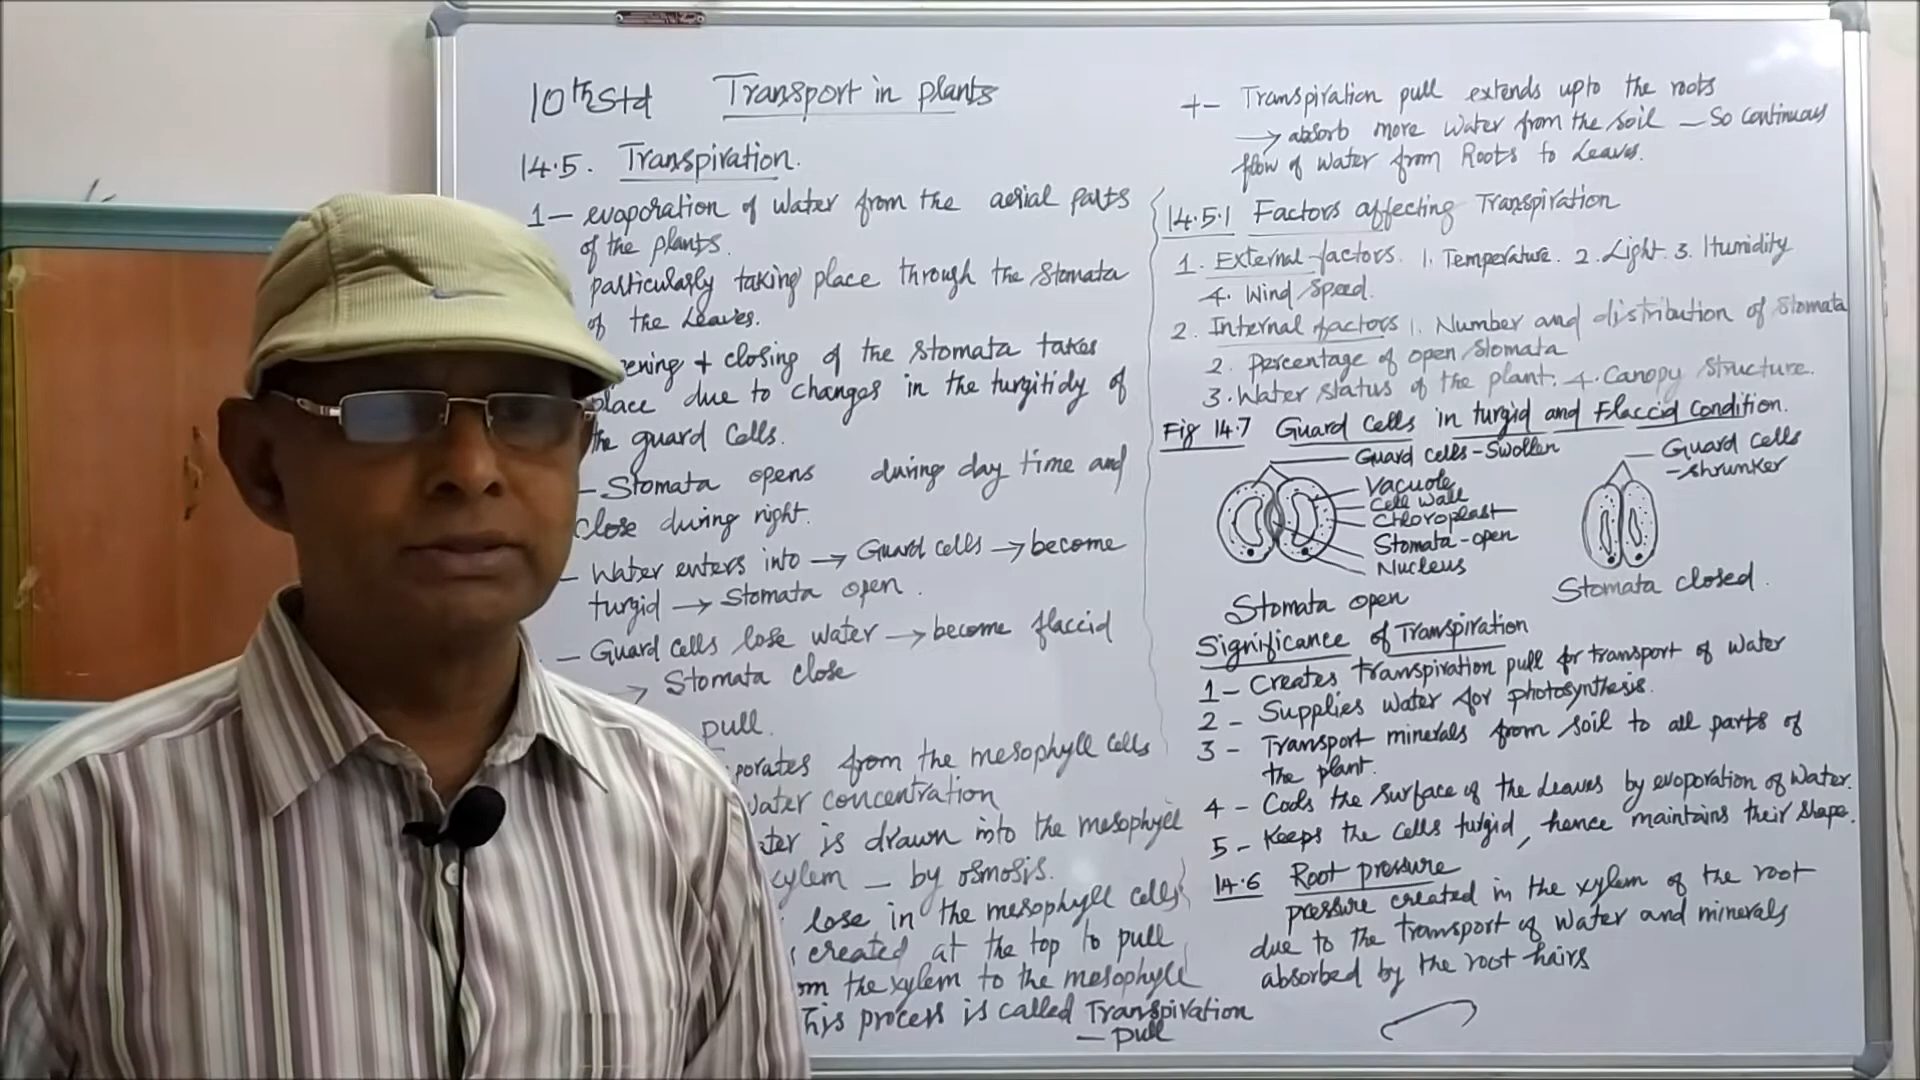 10th Std Transport in plants
14.5. Transpiration.
1 – evaporation of water from the aerial parts
of the plants.
particularly taking place through the stomata
of the leaves.
ening + closing of the stomata takes
place due to changes in the turgitidy of
the guard cells.
– Stomata opens during day time and
close during night.
– Water enters into → Guard cells → become
turgid → Stomata open.
– Guard cells lose water → become flaccid
→ Stomata close
pull.
porates from the mesophyll cells
water concentration
ater is drawn into the mesophyll
xylem – by osmosis.
lose in the mesophyll cells
created at the top to pull
om the xylem to the mesophyll
This process is called Transpiration
– pull
4 – Transpiration pull extends upto the roots
→ absorb more water from the soil – So continuous
flow of water from Roots to Leaves.
14.5.1 Factors affecting Transpiration
1. External factors. 1. Temperature. 2. Light. 3. Humidity
4. Wind speed.
2. Internal factors 1. Number and distribution of stomata
2. Percentage of open stomata
3. Water status of the plant. 4. Canopy structure.
Fig 14.7 Guard cells in turgid and Flaccid Condition.
Guard cells – Swollen
Vacuole
Cell wall
Chloroplast
Stomata – open
Nucleus
Stomata open
Guard cells
– shrunker
Stomata closed.
Significance of Transpiration
1 – Creates transpiration pull for transport of water
2 – Supplies water for photosynthesis.
3 – Transport minerals from soil to all parts of
the plant.
4 – Cools the surface of the leaves by evoporation of water.
5 – Keeps the cells turgid, hence maintains their shape.
14.6 Root pressure
pressure created in the xylem of the root
due to the transport of water and minerals
absorbed by the root hairs